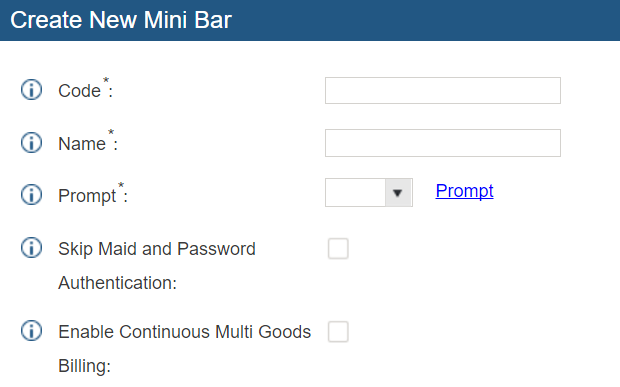 Create New Mini Bar
Code*:
Name*:
Prompt*: Prompt
Skip Maid and Password
Authentication:
Enable Continuous Multi Goods
Billing: